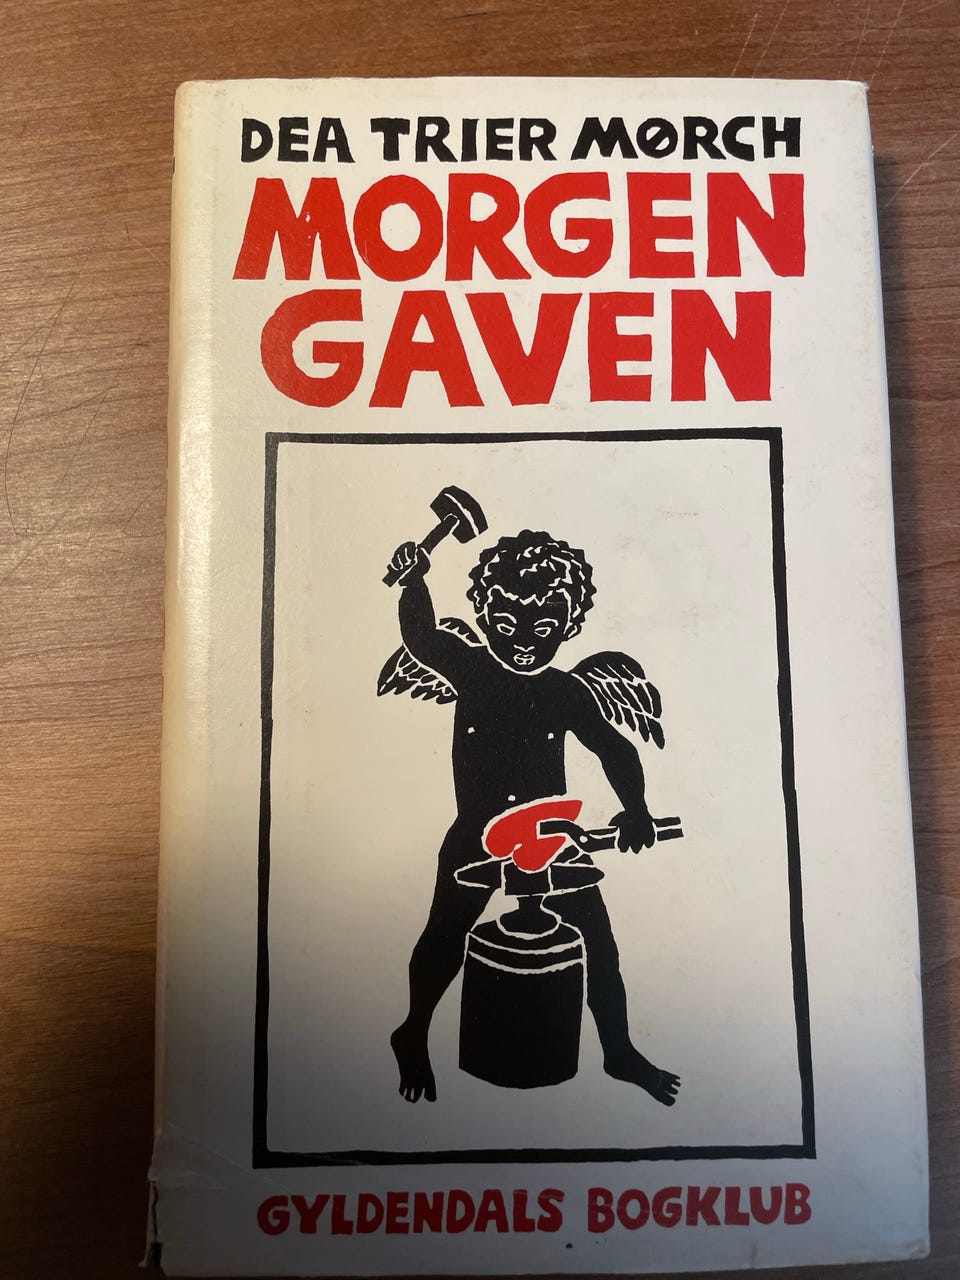 DEA TRIER MØRCH
MORGEN
GAVEN
GYLDENDALS BOGKLUB